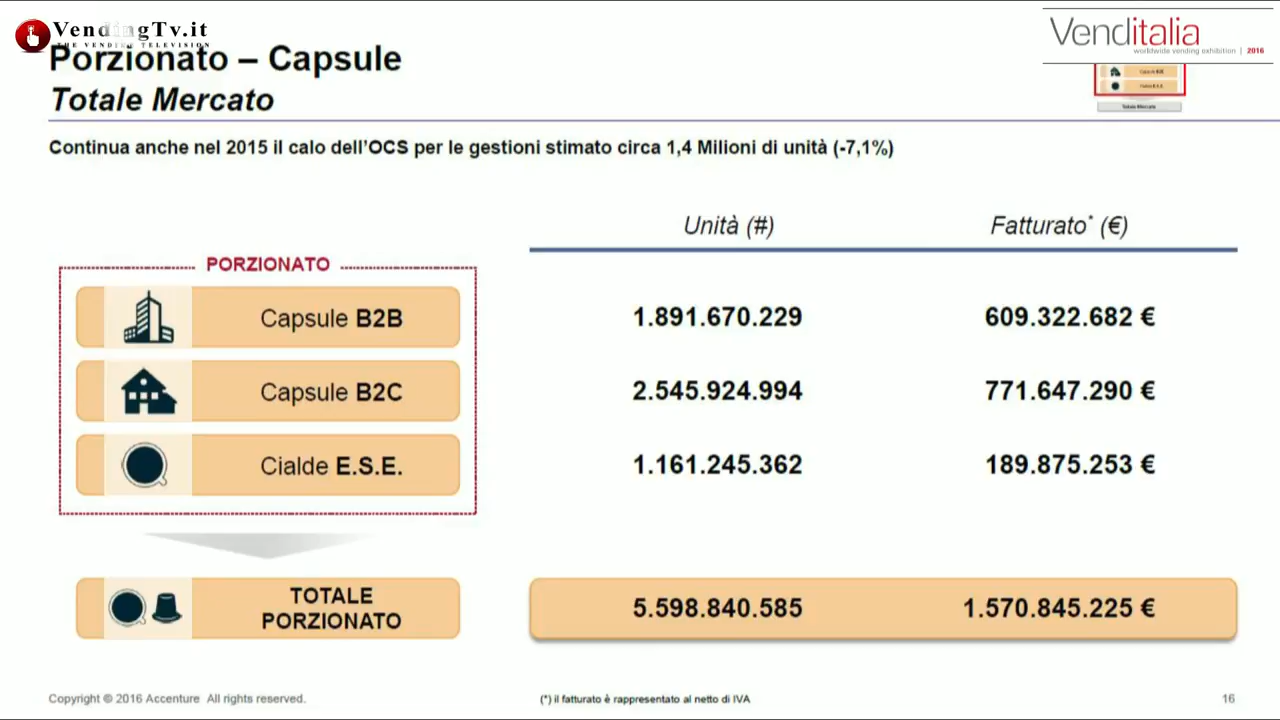 VendingTv.it
THE VENDING TELEVISION
Venditalia
worldwide vending exhibition | 2016
Porzionato – Capsule
Totale Mercato
Capsule B2B
Cialde E.S.E.
Totale Mercato
Continua anche nel 2015 il calo dell'OCS per le gestioni stimato circa 1,4 Milioni di unità (-7,1%)
Unità (#) Fatturato* (€)
PORZIONATO
Capsule B2B 1.891.670.229 609.322.682 €
Capsule B2C 2.545.924.994 771.647.290 €
Cialde E.S.E. 1.161.245.362 189.875.253 €
TOTALE
PORZIONATO 5.598.840.585 1.570.845.225 €
Copyright © 2016 Accenture All rights reserved. (*) il fatturato è rappresentato al netto di IVA 16